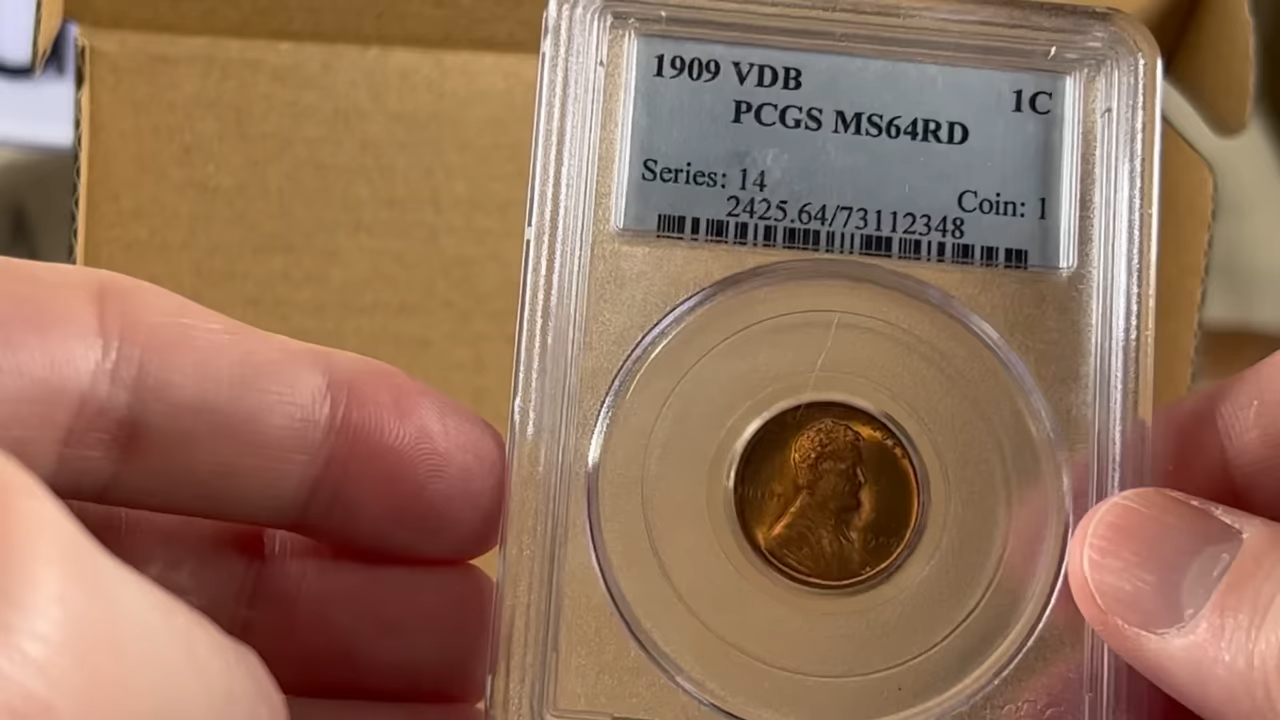 1909 VDB
1C
PCGS MS64RD
Series: 14
Coin: 1
2425.64/73112348